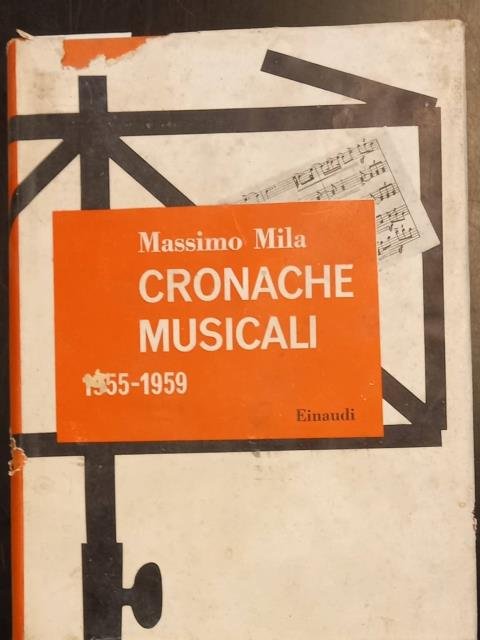 Massimo Mila
CRONACHE
MUSICALI
1955-1959
Einaudi